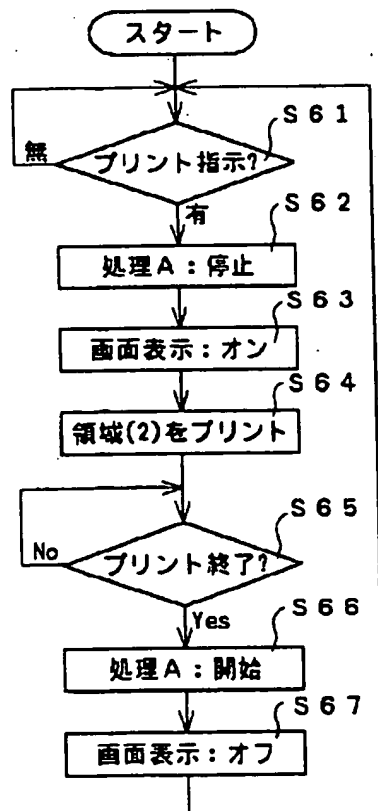 スタート
S61
無
プリント指示?
有
S62
処理A:停止
S63
画面表示:オン
S64
領域(2)をプリント
S65
No
プリント終了?
Yes
S66
処理A:開始
S67
画面表示:オフ